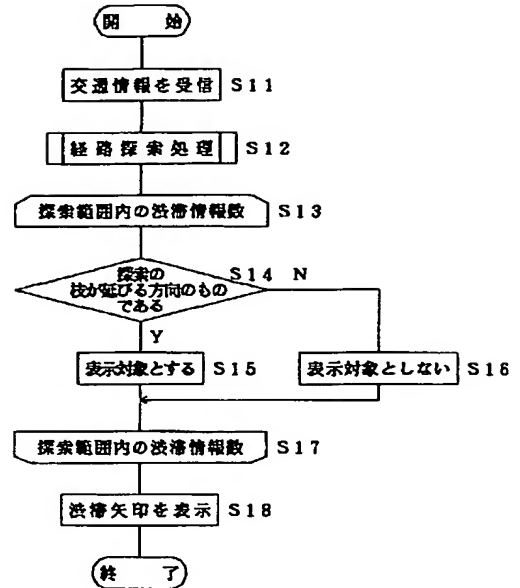 開 始
交通情報を受信 S11
経路探索処理 S12
探索範囲内の渋滞情報数 S13
探索の
枝が延びる方向のもの
である
S14 N
Y
表示対象とする S15
表示対象としない S16
探索範囲内の渋滞情報数 S17
渋滞矢印を表示 S18
終 了